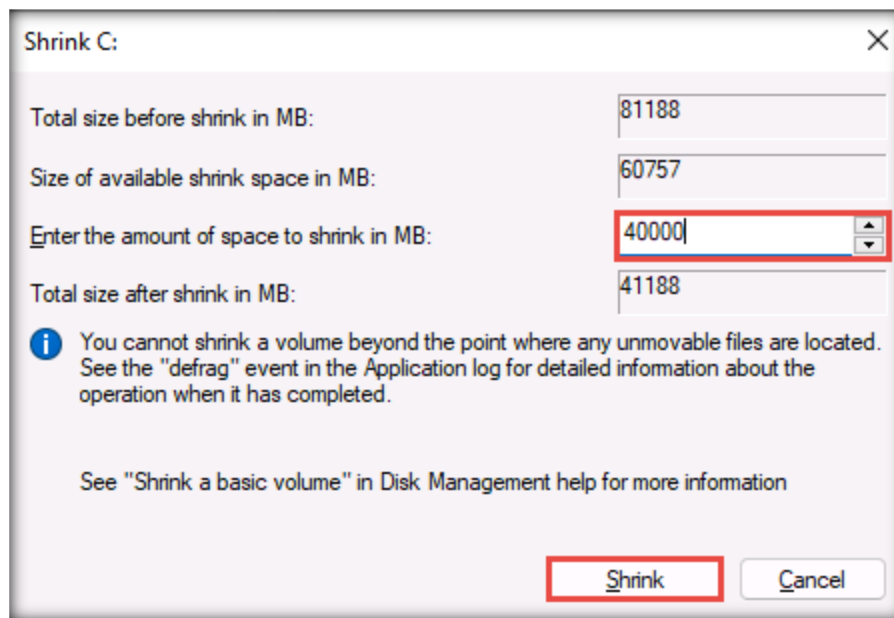 Shrink C:
Total size before shrink in MB: 81188
Size of available shrink space in MB: 60757
Enter the amount of space to shrink in MB: 40000
Total size after shrink in MB: 41188
You cannot shrink a volume beyond the point where any unmovable files are located.
See the "defrag" event in the Application log for detailed information about the
operation when it has completed.
See "Shrink a basic volume" in Disk Management help for more information
Shrink Cancel